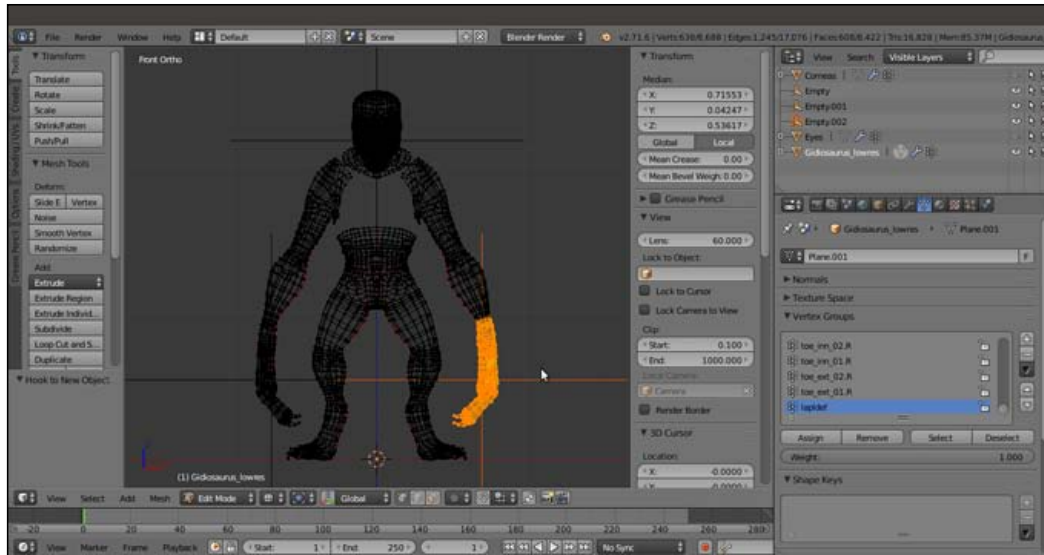 File Render Window Help Default Scene Blender Render v2.71.6 | Verts:638/8,688 | Edges:1,245/17,076 | Faces:608/8,422 | Tris:16,828 | Mem:85.37M | Gidiosaurus
Tools
Create
Shading/UVs
Options
Grease Pencil
Transform
Translate
Rotate
Scale
Shrink/Fatten
Push/Pull
Mesh Tools
Deform:
Slide E Vertex
Noise
Smooth Vertex
Randomize
Add:
Extrude
Extrude Region
Extrude Individ...
Subdivide
Loop Cut and S...
Duplicate
Hook to New Object
Front Ortho
(1) Gidiosaurus_lowres
Transform
Median:
X: 0.71553
Y: 0.04247
Z: 0.53617
Global Local
Mean Crease: 0.00
Mean Bevel Weigh: 0.00
Grease Pencil
View
Lens: 60.000
Lock to Object:
Lock to Cursor
Lock Camera to View
Clip:
Start: 0.100
End: 1000.000
Local Camera:
Camera
Render Border
3D Cursor
Location:
X: -0.0000
View Search Visible Layers
Corneas
Empty
Empty.001
Empty.002
Eyes
Gidiosaurus_lowres
Gidiosaurus_lowres Plane.001
Plane.001 F
Normals
Texture Space
Vertex Groups
toe_inn_02.R
toe_inn_01.R
toe_ext_02.R
toe_ext_01.R
lapldef
Assign Remove Select Deselect
Weight: 1.000
Shape Keys
View Select Add Mesh Edit Mode Global
-20 0 20 40 60 80 100 120 140 160 180 200 220 240 260 280
View Marker Frame Playback Start: 1 End: 250 1 No Sync